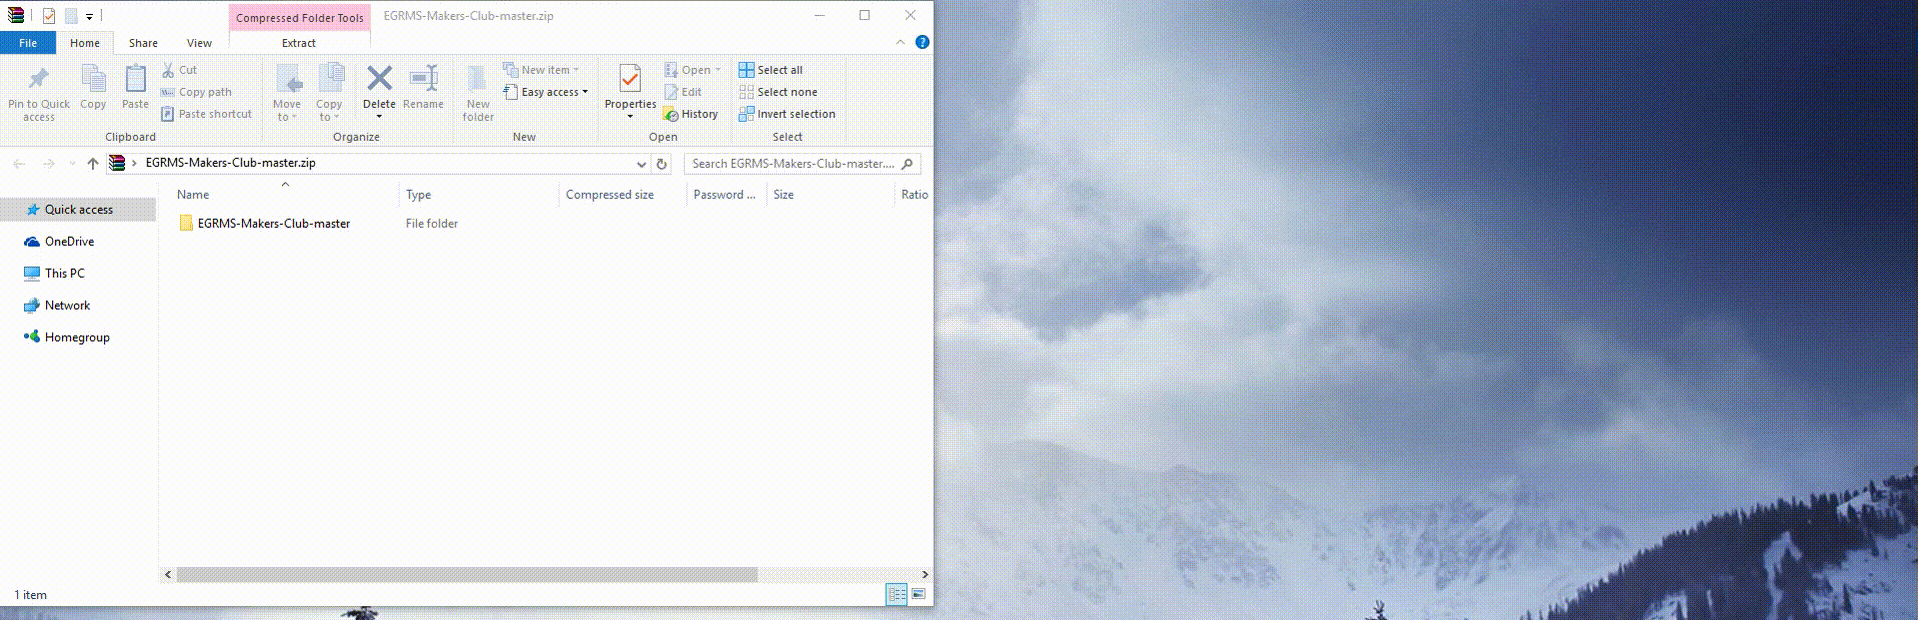 Compressed Folder Tools
EGRMS-Makers-Club-master.zip
File
Home
Share
View
Extract
Pin to Quick access
Copy
Paste
Cut
Copy path
Paste shortcut
Clipboard
Move to
Copy to
Delete
Rename
Organize
New folder
New item
Easy access
New
Properties
Open
Edit
History
Open
Select all
Select none
Invert selection
Select
EGRMS-Makers-Club-master.zip
Search EGRMS-Makers-Club-master....
Name
Type
Compressed size
Password ...
Size
Ratio
Quick access
EGRMS-Makers-Club-master
File folder
OneDrive
This PC
Network
Homegroup
1 item